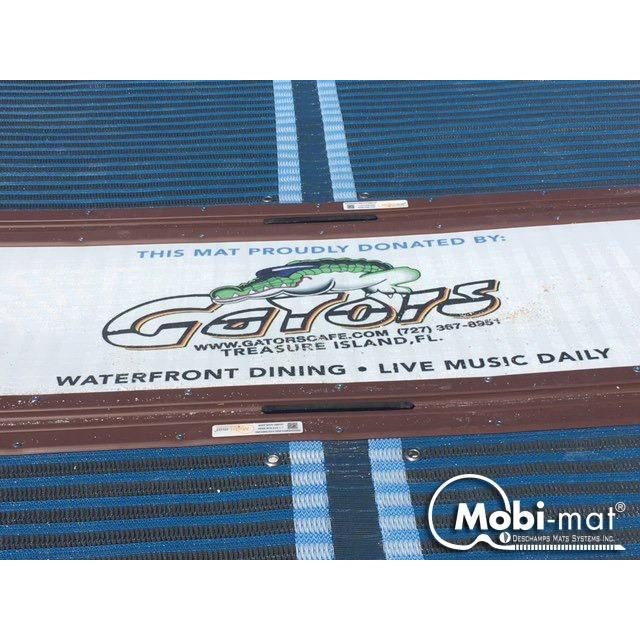 THIS MAT PROUDLY DONATED BY:
GaTors
WWW.GATORSCAFE.COM (727) 367-8951
TREASURE ISLAND, FL.
WATERFRONT DINING • LIVE MUSIC DAILY
Mobi-mat®
DESCHAMPS MATS SYSTEMS INC.